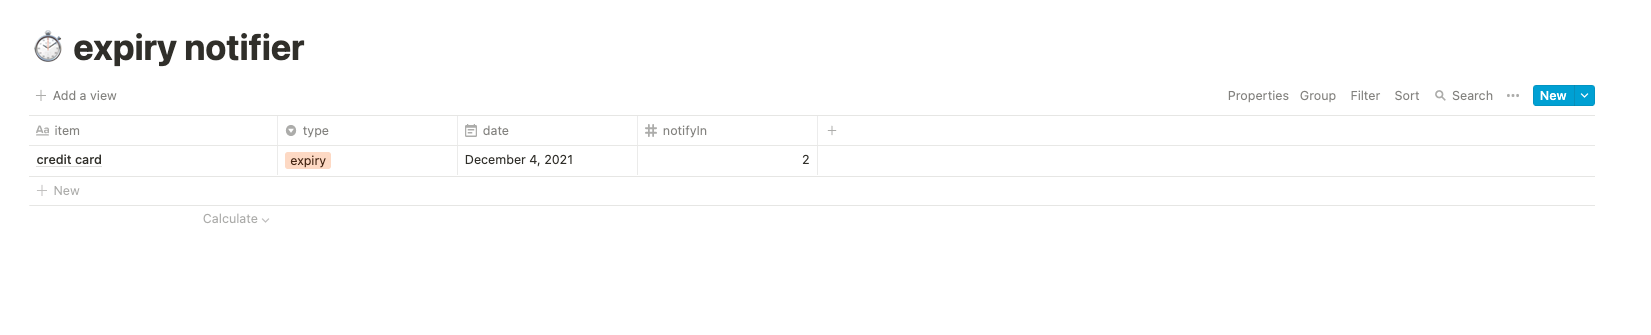 expiry notifier
Add a view Properties Group Filter Sort Search New
Aa item type date notifyIn
credit card expiry December 4, 2021 2
New
Calculate